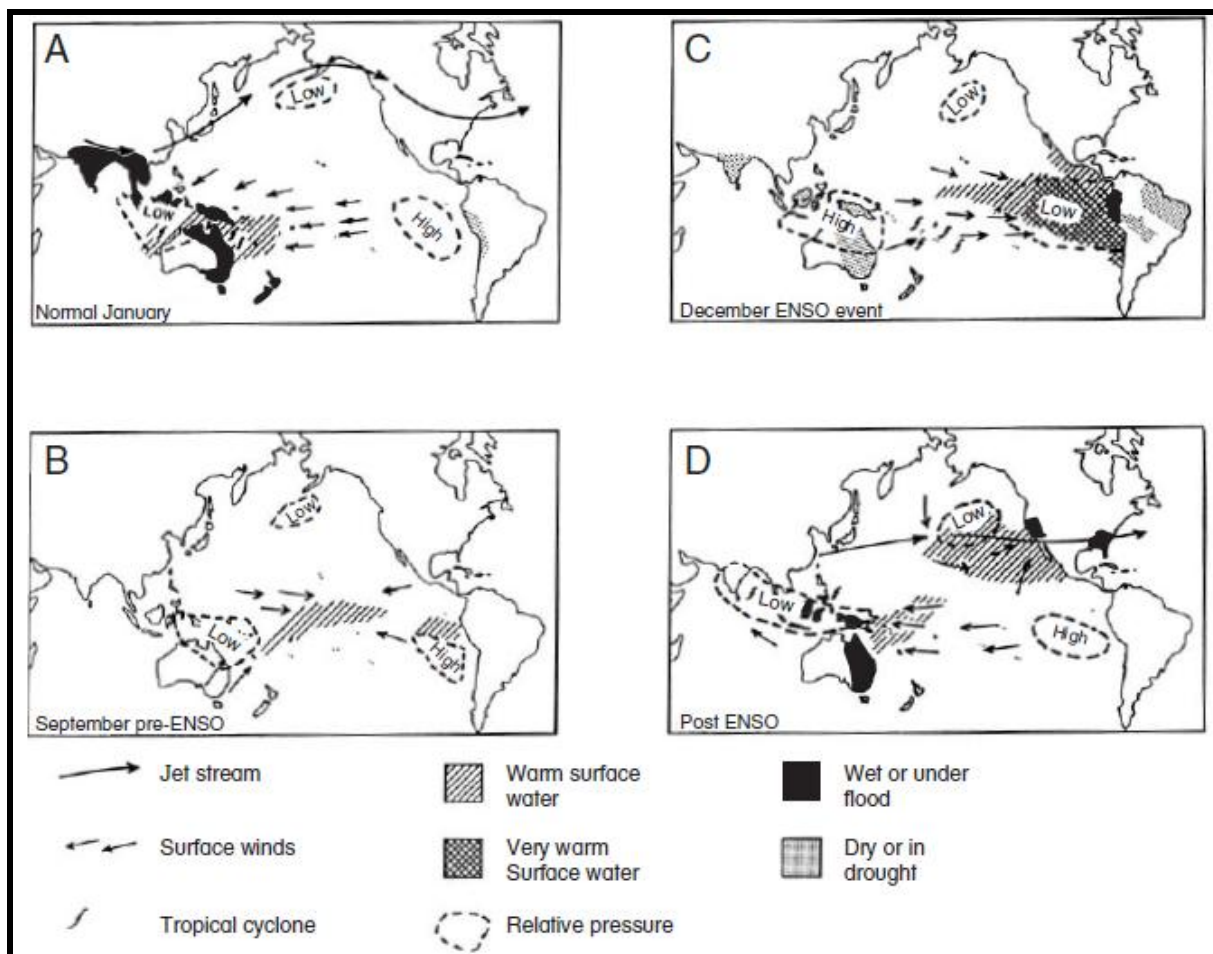 A
Low
LOW
High
Normal January
C
Low
High
Low
December ENSO event
B
Low
Low
High
September pre-ENSO
D
Low
Low
High
Post ENSO
Jet stream
Warm surface
water
Wet or under
flood
Surface winds
Very warm
Surface water
Dry or in
drought
Tropical cyclone
Relative pressure